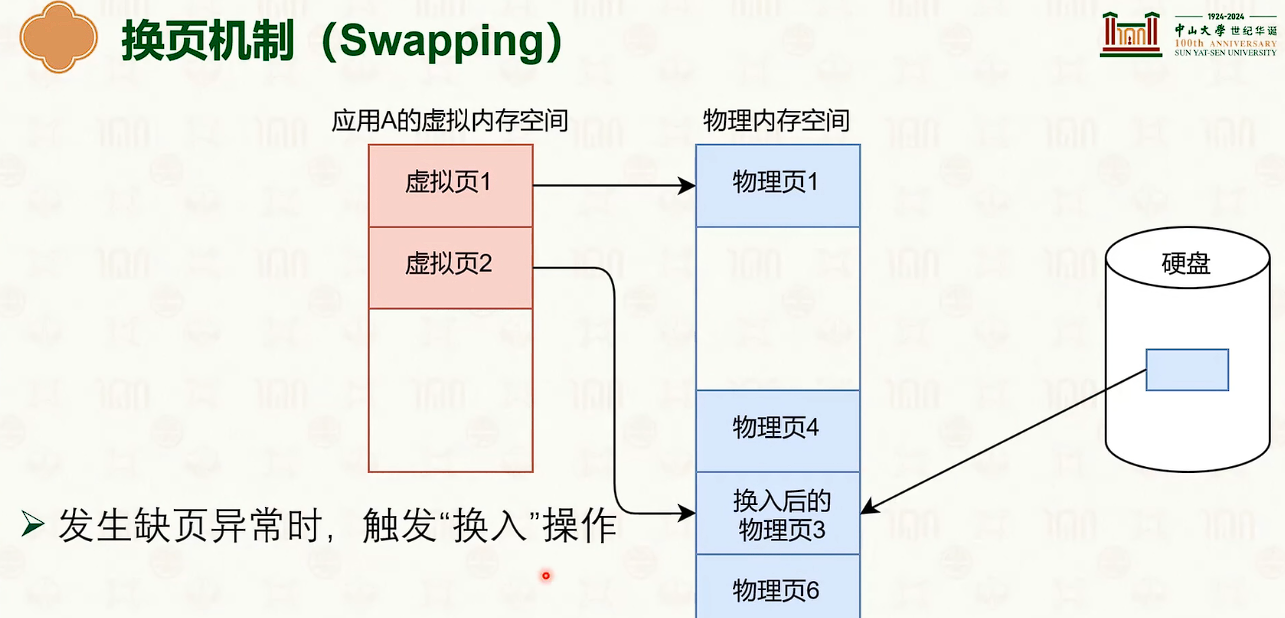 换页机制（Swapping）
1924-2024
中山大学 世纪华诞
100th ANNIVERSARY
SUN YAT-SEN UNIVERSITY
应用A的虚拟内存空间
物理内存空间
虚拟页1
物理页1
虚拟页2
硬盘
物理页4
换入后的
物理页3
发生缺页异常时，触发“换入”操作
物理页6